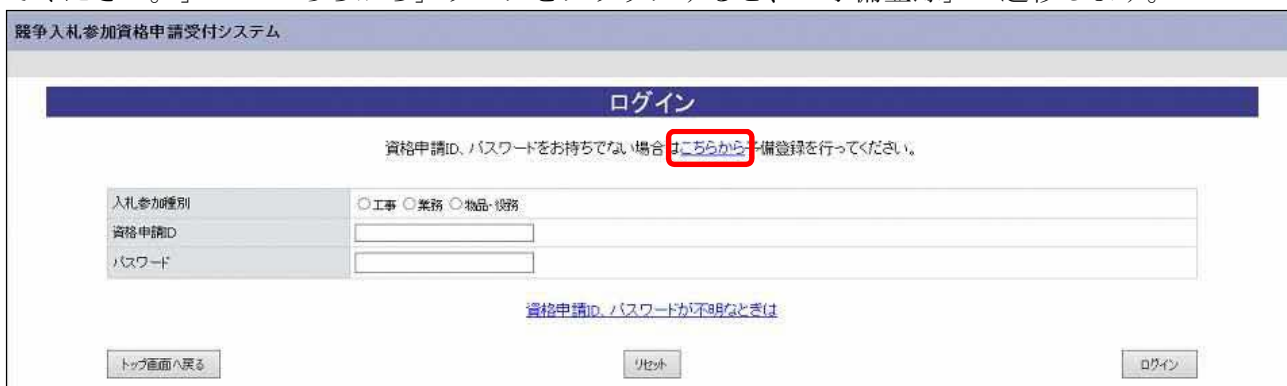 競争入札参加資格申請受付システム
ログイン
資格申請ID、パスワードをお持ちでない場合はこちらから予備登録を行ってください。
入札参加種別 ○工事 ○業務 ○物品・役務
資格申請ID
パスワード
資格申請ID、パスワードが不明なときは
トップ画面へ戻る リセット ログイン